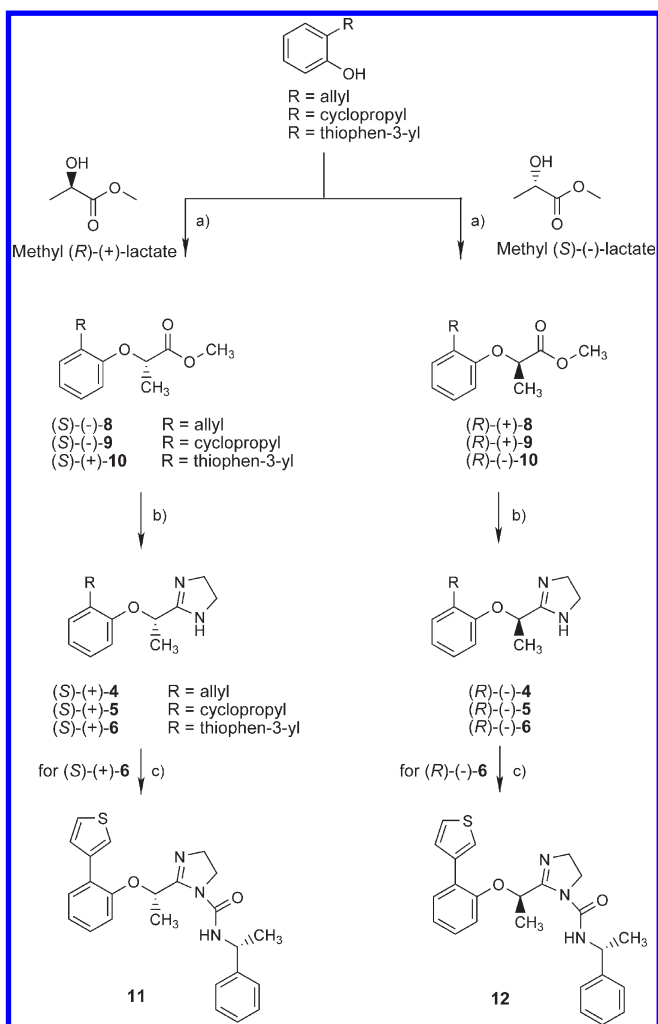 R
OH
R = allyl
R = cyclopropyl
R = thiophen-3-yl
OH
O
O
Methyl (R)-(+)-lactate
a)
a)
OH
O
O
Methyl (S)-(-)-lactate
R
O
O
O
CH3
CH3
R
O
O
O
CH3
CH3
(S)-(-)-8 R = allyl
(S)-(-)-9 R = cyclopropyl
(S)-(+)-10 R = thiophen-3-yl
(R)-(+)-8
(R)-(+)-9
(R)-(-)-10
b)
b)
R
O
N
N
H
CH3
R
O
N
N
H
CH3
(S)-(+)-4 R = allyl
(S)-(+)-5 R = cyclopropyl
(S)-(+)-6 R = thiophen-3-yl
(R)-(-)-4
(R)-(-)-5
(R)-(-)-6
for (S)-(+)-6 c)
for (R)-(-)-6 c)
S
N
O
N
CH3
O
HN
CH3
11
S
N
O
N
CH3
O
HN
CH3
12